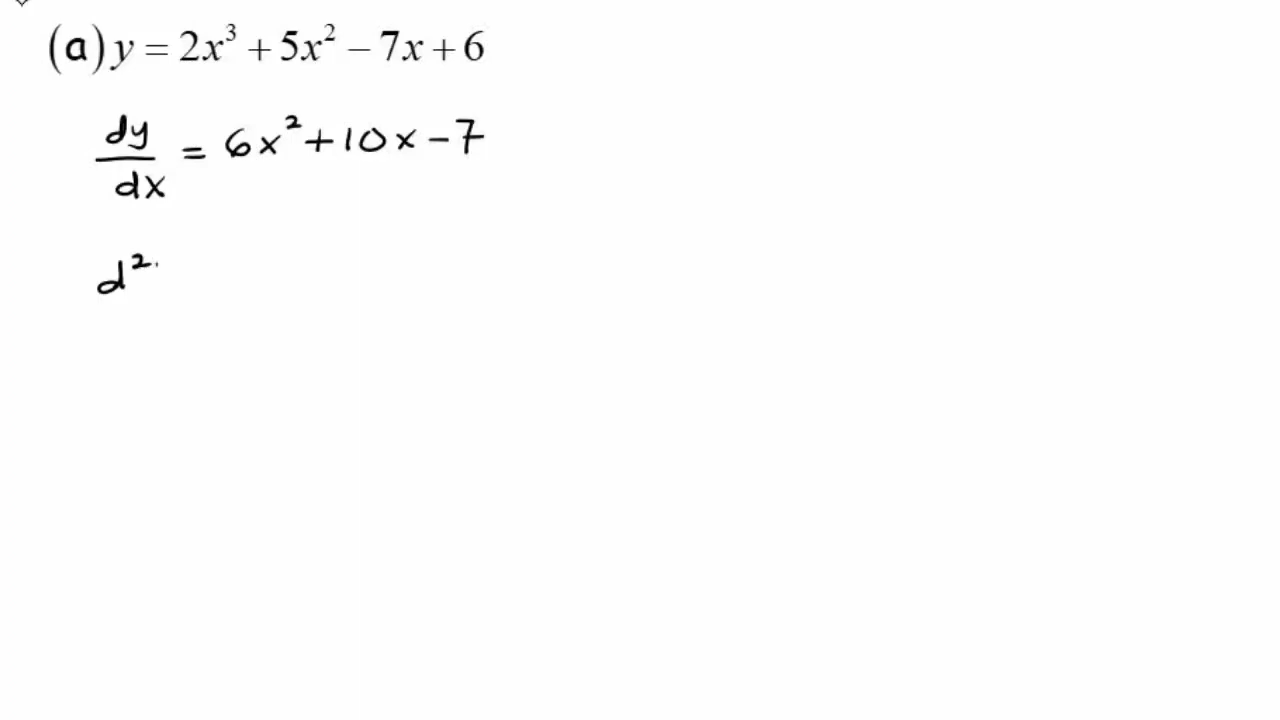 (a) y = 2x³ + 5x² − 7x + 6
dy/dx = 6x² + 10x − 7
d²